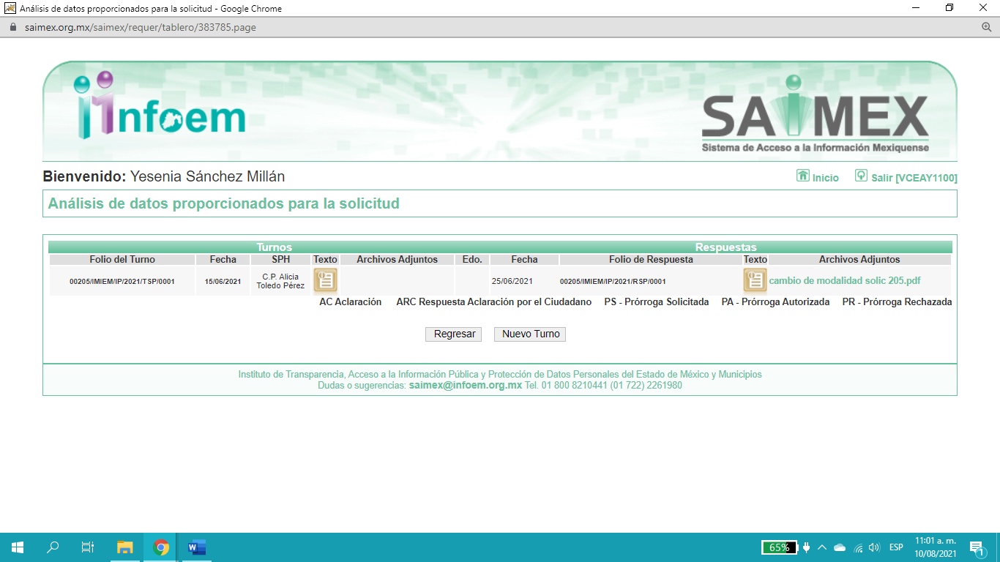 Análisis de datos proporcionados para la solicitud - Google Chrome
saimex.org.mx/saimex/requer/tablero/383785.page
infoem
SAIMEX
Sistema de Acceso a la Información Mexiquense
Bienvenido: Yesenia Sánchez Millán
Inicio Salir [VCEAY1100]
Análisis de datos proporcionados para la solicitud
Turnos Respuestas
Folio del Turno Fecha SPH Texto Archivos Adjuntos Edo. Fecha Folio de Respuesta Texto Archivos Adjuntos
00205/IMIEM/IP/2021/TSP/0001 15/06/2021 C.P. Alicia Toledo Pérez 25/06/2021 00205/IMIEM/IP/2021/RSP/0001 cambio de modalidad solic 205.pdf
AC Aclaración ARC Respuesta Aclaración por el Ciudadano PS - Prórroga Solicitada PA - Prórroga Autorizada PR - Prórroga Rechazada
Regresar Nuevo Turno
Instituto de Transparencia, Acceso a la Información Pública y Protección de Datos Personales del Estado de México y Municipios
Dudas o sugerencias: saimex@infoem.org.mx Tel. 01 800 8210441 (01 722) 2261980
65% ESP 11:01 a. m.
10/08/2021
1